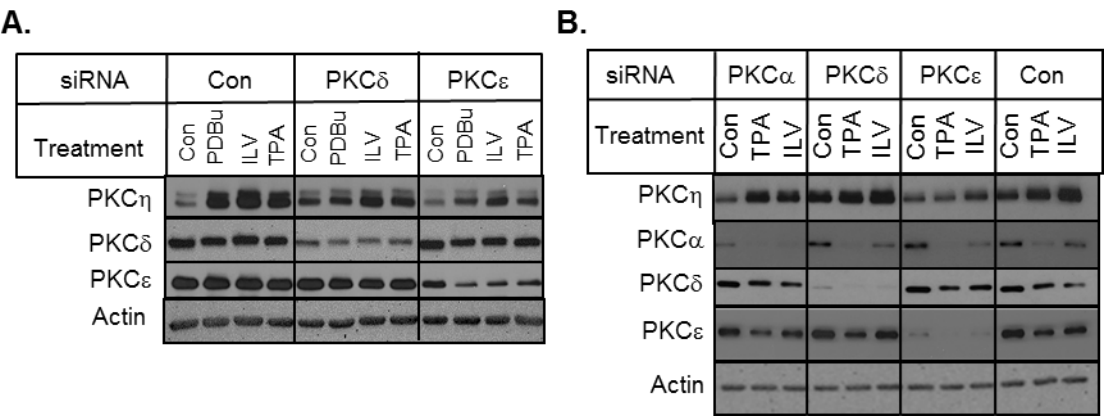 A.
siRNA Con PKCδ PKCε
Treatment Con PDBu ILV TPA Con PDBu ILV TPA Con PDBu ILV TPA
PKCη
PKCδ
PKCε
Actin
B.
siRNA PKCα PKCδ PKCε Con
Treatment Con TPA ILV Con TPA ILV Con TPA ILV Con TPA ILV
PKCη
PKCα
PKCδ
PKCε
Actin